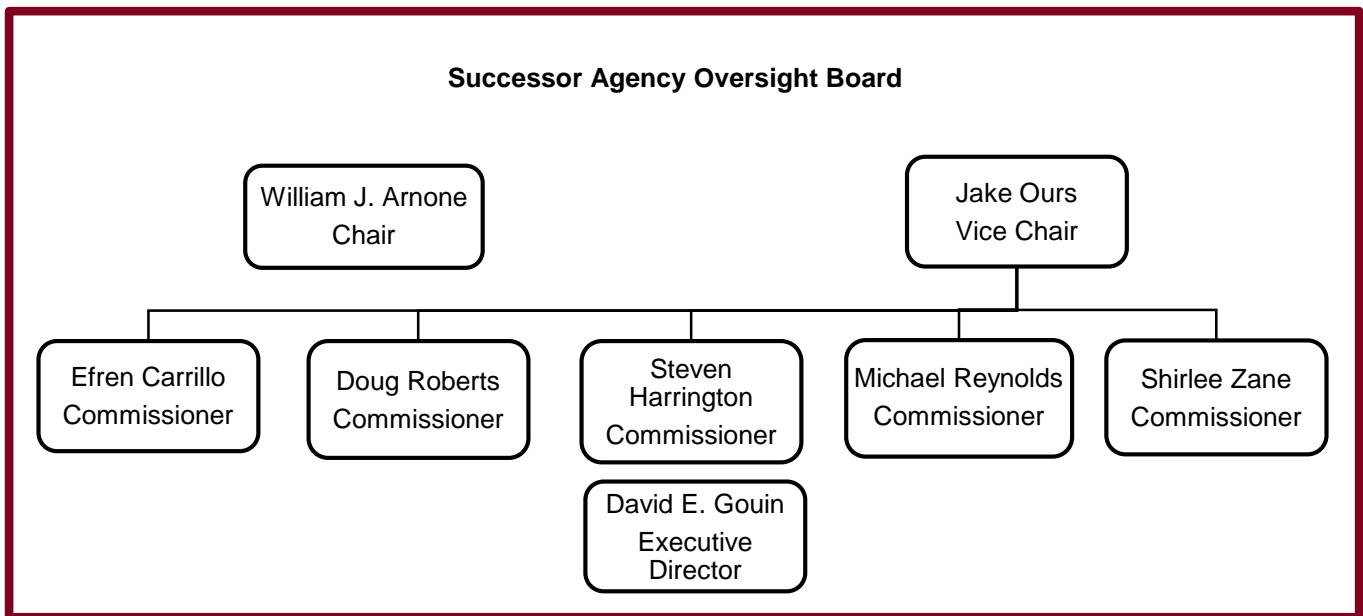 Successor Agency Oversight Board
William J. Arnone
Chair
Jake Ours
Vice Chair
Efren Carrillo
Commissioner
Doug Roberts
Commissioner
Steven
Harrington
Commissioner
Michael Reynolds
Commissioner
Shirlee Zane
Commissioner
David E. Gouin
Executive
Director